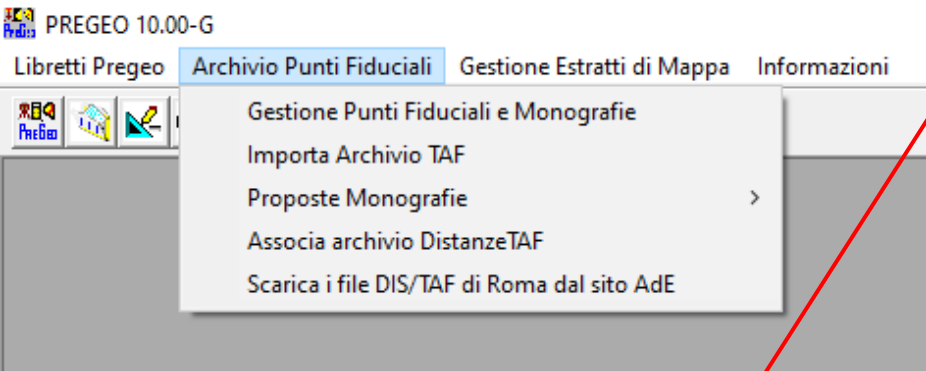 PREGEO 10.00-G
Libretti Pregeo Archivio Punti Fiduciali Gestione Estratti di Mappa Informazioni
PREGEO
Gestione Punti Fiduciali e Monografie
Importa Archivio TAF
Proposte Monografie
Associa archivio DistanzeTAF
Scarica i file DIS/TAF di Roma dal sito AdE